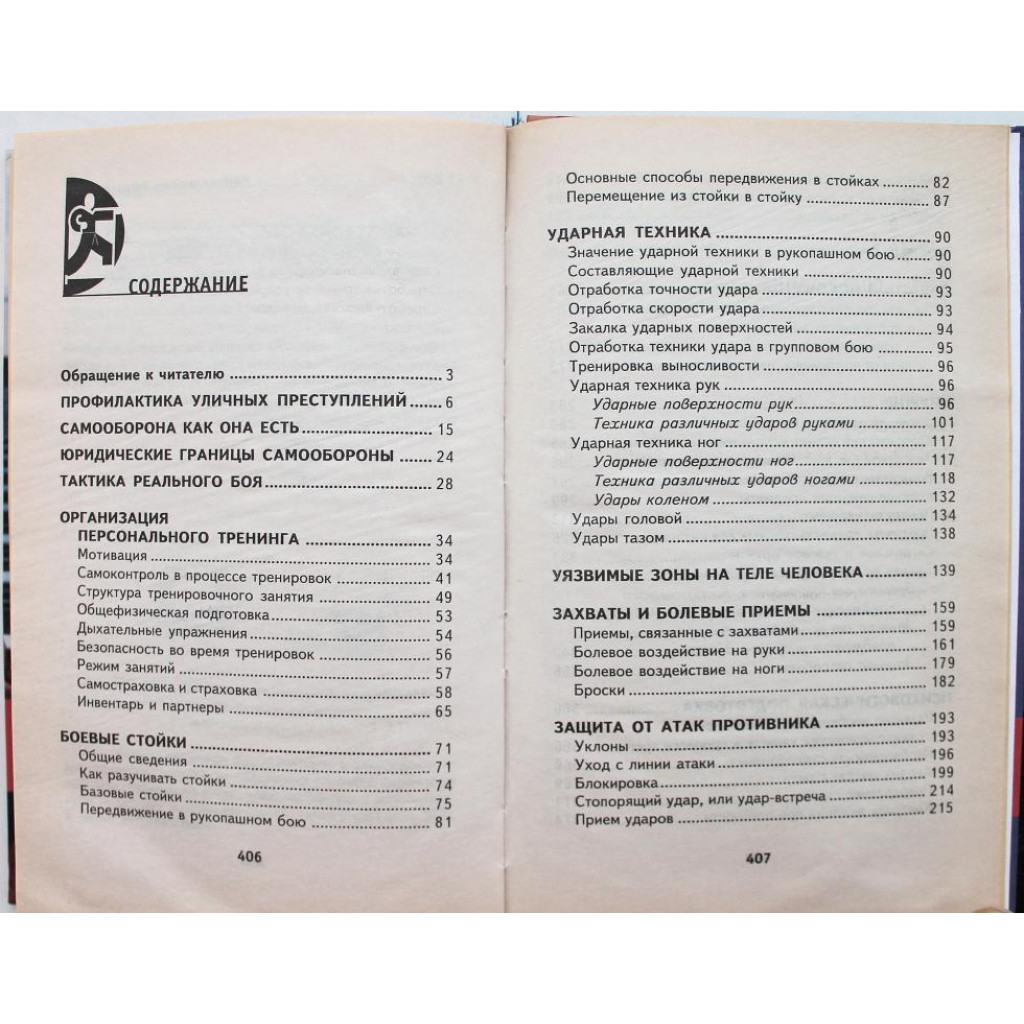 СОДЕРЖАНИЕ
Обращение к читателю ........ 3
ПРОФИЛАКТИКА УЛИЧНЫХ ПРЕСТУПЛЕНИЙ ........ 6
САМООБОРОНА КАК ОНА ЕСТЬ ........ 15
ЮРИДИЧЕСКИЕ ГРАНИЦЫ САМООБОРОНЫ ........ 24
ТАКТИКА РЕАЛЬНОГО БОЯ ........ 28
ОРГАНИЗАЦИЯ
ПЕРСОНАЛЬНОГО ТРЕНИНГА ........ 34
Мотивация ........ 34
Самоконтроль в процессе тренировок ........ 41
Структура тренировочного занятия ........ 49
Общефизическая подготовка ........ 53
Дыхательные упражнения ........ 54
Безопасность во время тренировок ........ 56
Режим занятий ........ 57
Самостраховка и страховка ........ 58
Инвентарь и партнеры ........ 65
БОЕВЫЕ СТОЙКИ ........ 71
Общие сведения ........ 71
Как разучивать стойки ........ 74
Базовые стойки ........ 75
Передвижение в рукопашном бою ........ 81
406
Основные способы передвижения в стойках ........ 82
Перемещение из стойки в стойку ........ 87
УДАРНАЯ ТЕХНИКА ........ 90
Значение ударной техники в рукопашном бою ........ 90
Составляющие ударной техники ........ 90
Отработка точности удара ........ 93
Отработка скорости удара ........ 93
Закалка ударных поверхностей ........ 94
Отработка техники удара в групповом бою ........ 95
Тренировка выносливости ........ 96
Ударная техника рук ........ 96
Ударные поверхности рук ........ 96
Техника различных ударов руками ........ 101
Ударная техника ног ........ 117
Ударные поверхности ног ........ 117
Техника различных ударов ногами ........ 118
Удары коленом ........ 132
Удары головой ........ 134
Удары тазом ........ 138
УЯЗВИМЫЕ ЗОНЫ НА ТЕЛЕ ЧЕЛОВЕКА ........ 139
ЗАХВАТЫ И БОЛЕВЫЕ ПРИЕМЫ ........ 159
Приемы, связанные с захватами ........ 159
Болевое воздействие на руки ........ 161
Болевое воздействие на ноги ........ 179
Броски ........ 182
ЗАЩИТА ОТ АТАК ПРОТИВНИКА ........ 193
Уклоны ........ 193
Уход с линии атаки ........ 196
Блокировка ........ 199
Стопорящий удар, или удар-встреча ........ 214
Прием ударов ........ 215
407